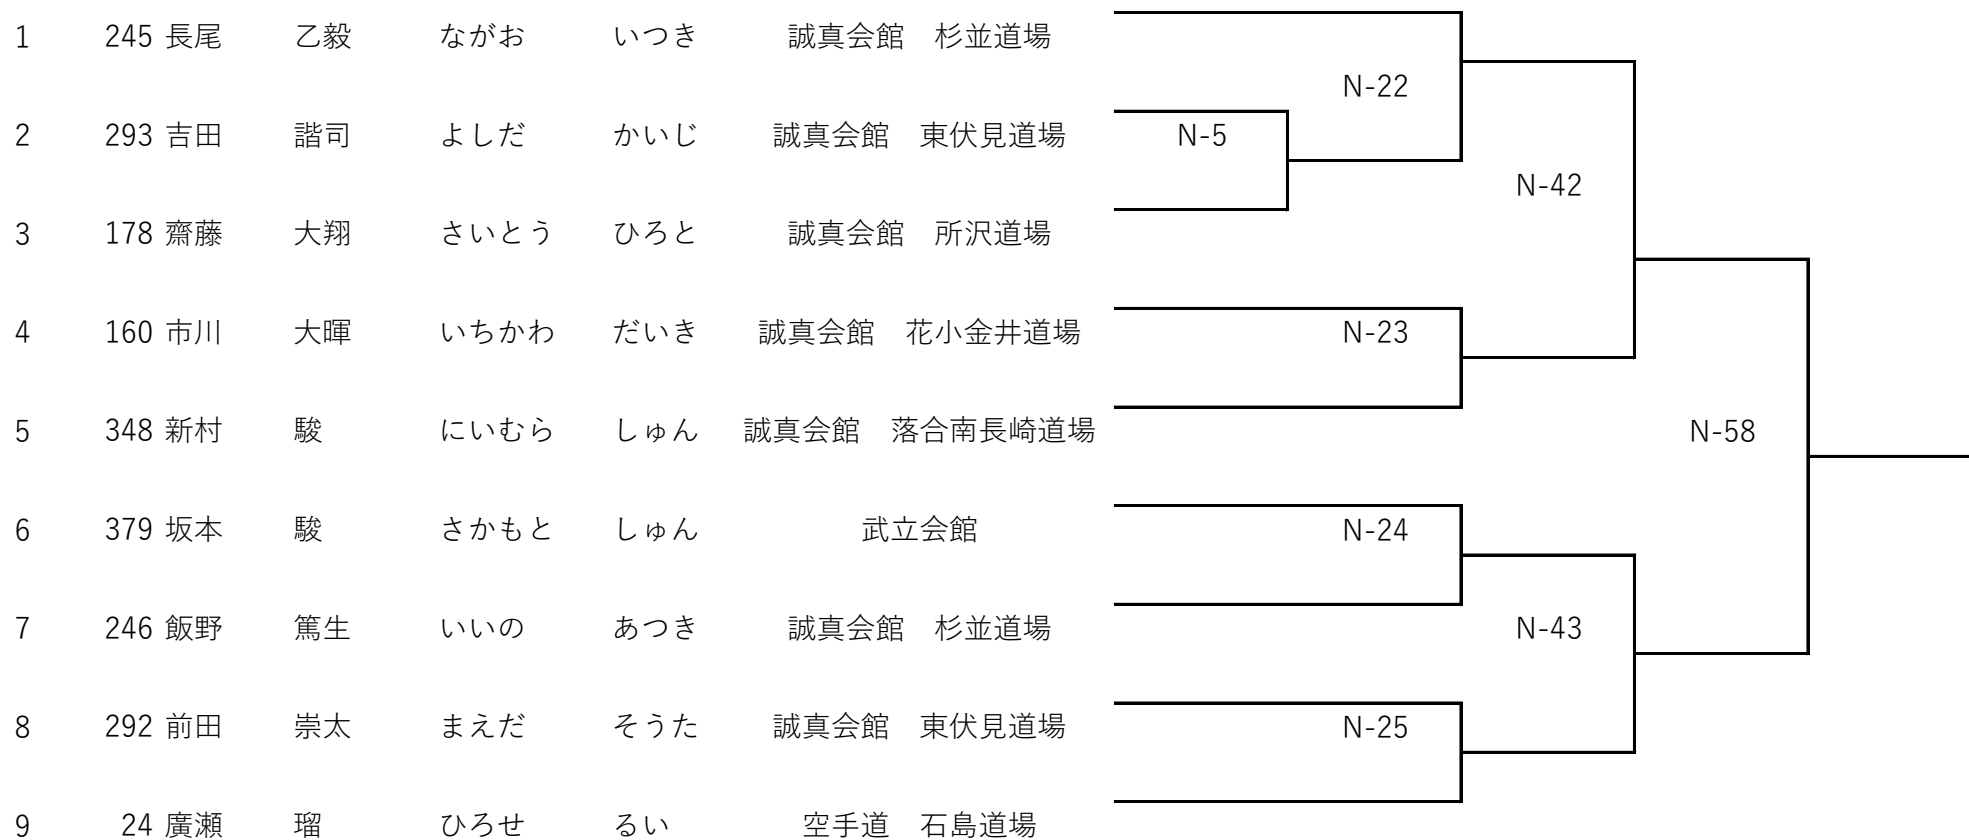 1 245 長尾 乙毅 ながお いつき 誠真会館　杉並道場
N-22
2 293 吉田 諧司 よしだ かいじ 誠真会館　東伏見道場 N-5
N-42
3 178 齋藤 大翔 さいとう ひろと 誠真会館　所沢道場
4 160 市川 大暉 いちかわ だいき 誠真会館　花小金井道場 N-23
5 348 新村 駿 にいむら しゅん 誠真会館　落合南長崎道場 N-58
6 379 坂本 駿 さかもと しゅん 武立会館 N-24
7 246 飯野 篤生 いいの あつき 誠真会館　杉並道場 N-43
8 292 前田 崇太 まえだ そうた 誠真会館　東伏見道場 N-25
9 24 廣瀬 瑠 ひろせ るい 空手道　石島道場